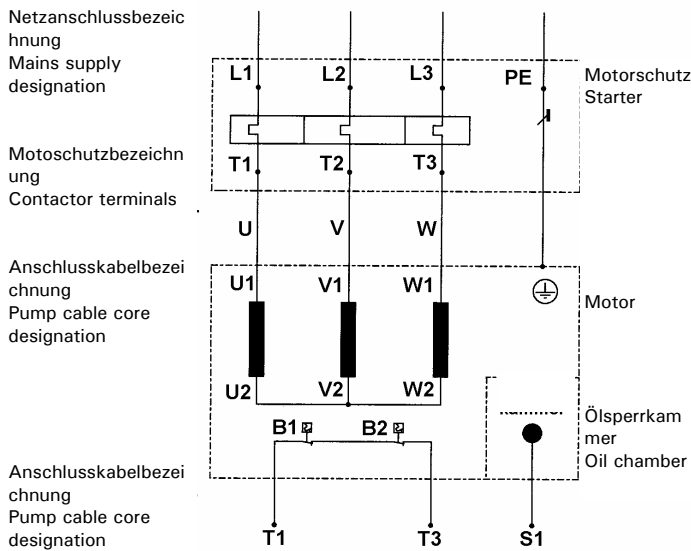 Netzanschlussbezeic
hnung
Mains supply
designation
L1 L2 L3 PE
Motorschutz
Starter
Motoschutzbezeichn
ung
Contactor terminals
T1 T2 T3
U V W
Anschlusskabelbezei
chnung
Pump cable core
designation
U1 V1 W1
Motor
U2 V2 W2
B1 B2
Ölsperrkam
mer
Oil chamber
Anschlusskabelbezei
chnung
Pump cable core
designation
T1 T3 S1